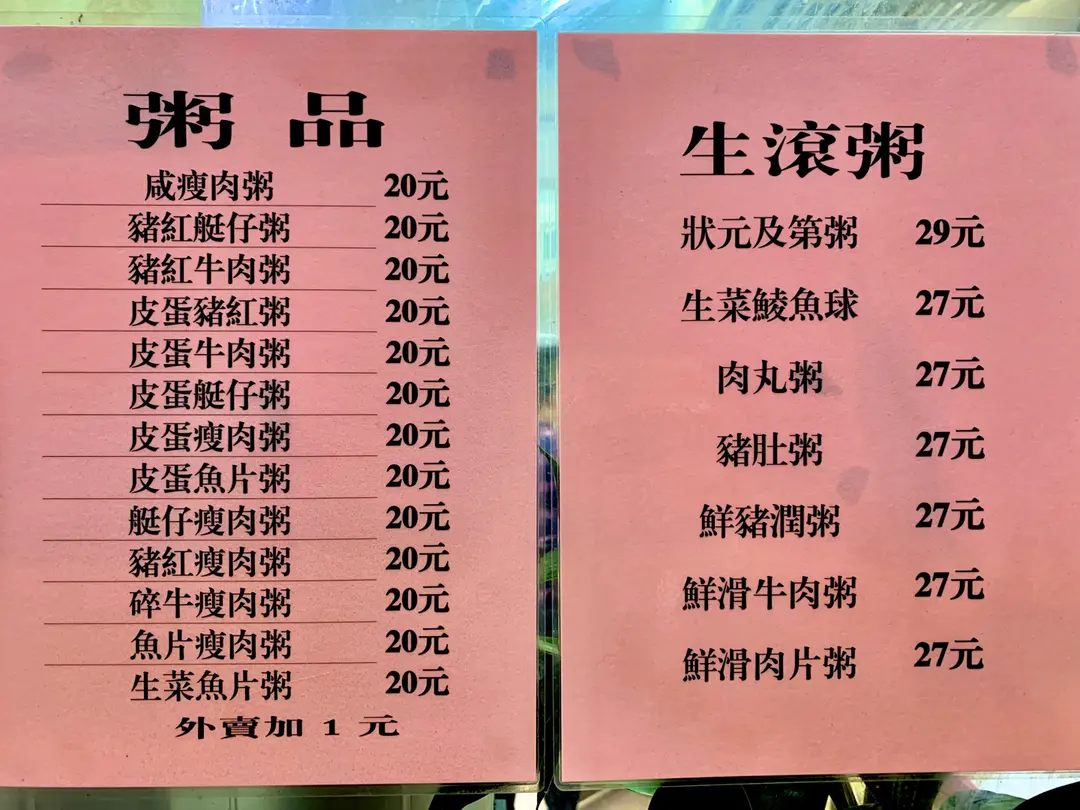 粥 品
咸瘦肉粥 20元
豬紅艇仔粥 20元
豬紅牛肉粥 20元
皮蛋豬紅粥 20元
皮蛋牛肉粥 20元
皮蛋艇仔粥 20元
皮蛋瘦肉粥 20元
皮蛋魚片粥 20元
艇仔瘦肉粥 20元
豬紅瘦肉粥 20元
碎牛瘦肉粥 20元
魚片瘦肉粥 20元
生菜魚片粥 20元
外賣加 1 元
生滾粥
狀元及第粥 29元
生菜鯪魚球 27元
肉丸粥 27元
豬肚粥 27元
鮮豬潤粥 27元
鮮滑牛肉粥 27元
鮮滑肉片粥 27元